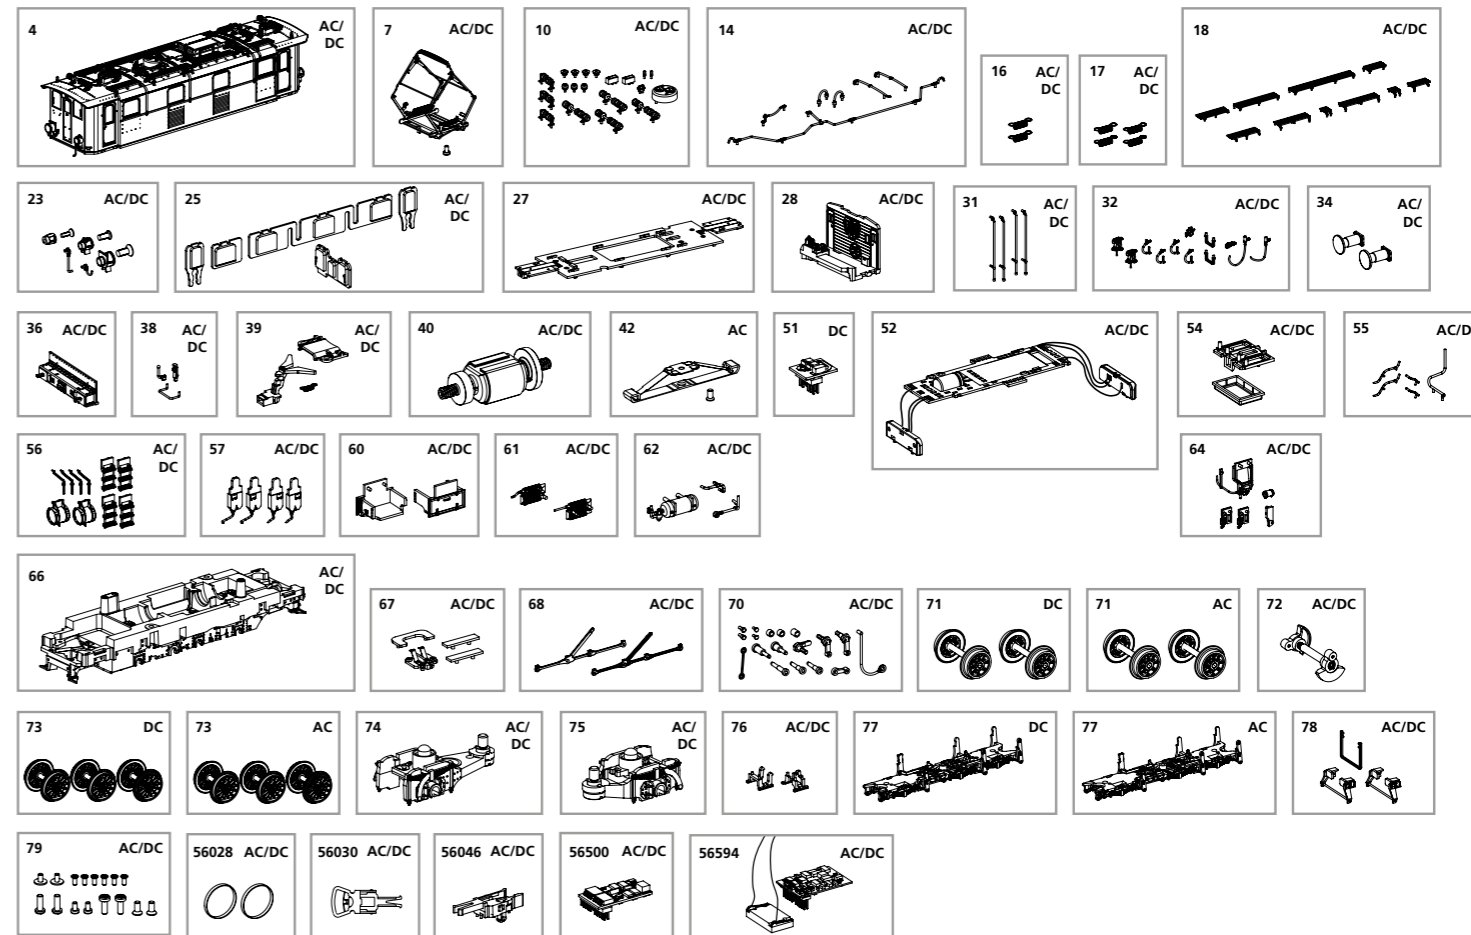 4 AC/
DC
7 AC/DC
10 AC/DC
14 AC/DC
16 AC/
DC
17 AC/
DC
18 AC/DC
23 AC/DC
25 AC/
DC
27 AC/DC
28 AC/DC
31 AC/
DC
32 AC/DC
34 AC/
DC
36 AC/DC
38 AC/
DC
39 AC/
DC
40 AC/DC
42 AC
51 DC
52 AC/DC
54 AC/DC
55 AC/D
56 AC/
DC
57 AC/DC
60 AC/DC
61 AC/DC
62 AC/DC
64 AC/DC
66 AC/
DC
67 AC/DC
68 AC/DC
70 AC/DC
71 DC
71 AC
72 AC/DC
73 DC
73 AC
74 AC/
DC
75 AC/
DC
76 AC/DC
77 DC
77 AC
78 AC/DC
79 AC/DC
56028 AC/DC
56030 AC/DC
56046 AC/DC
56500 AC/DC
56594 AC/DC